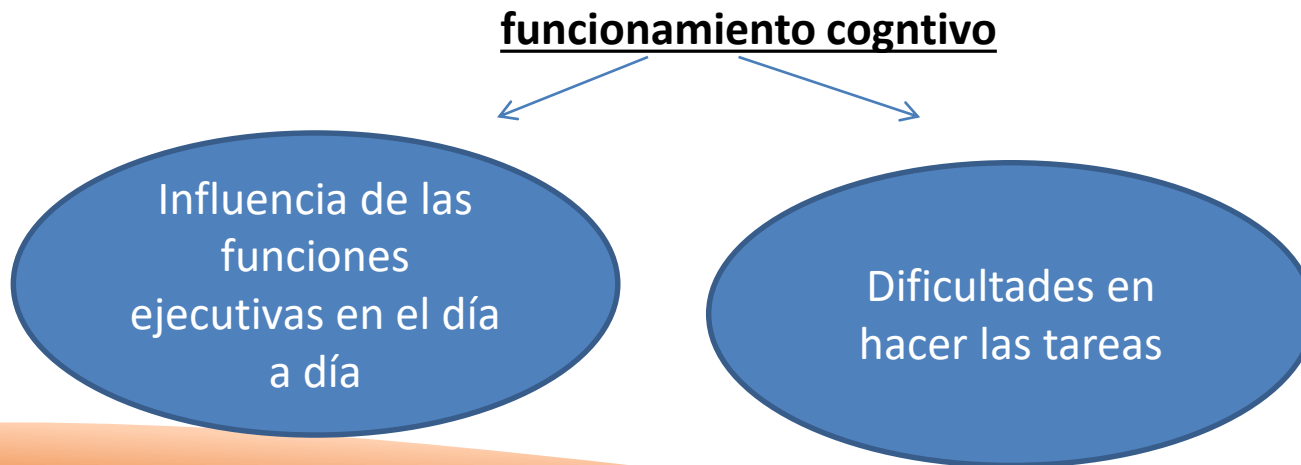 funcionamiento cogntivo
Influencia de las
funciones
ejecutivas en el día
a día
Dificultades en
hacer las tareas